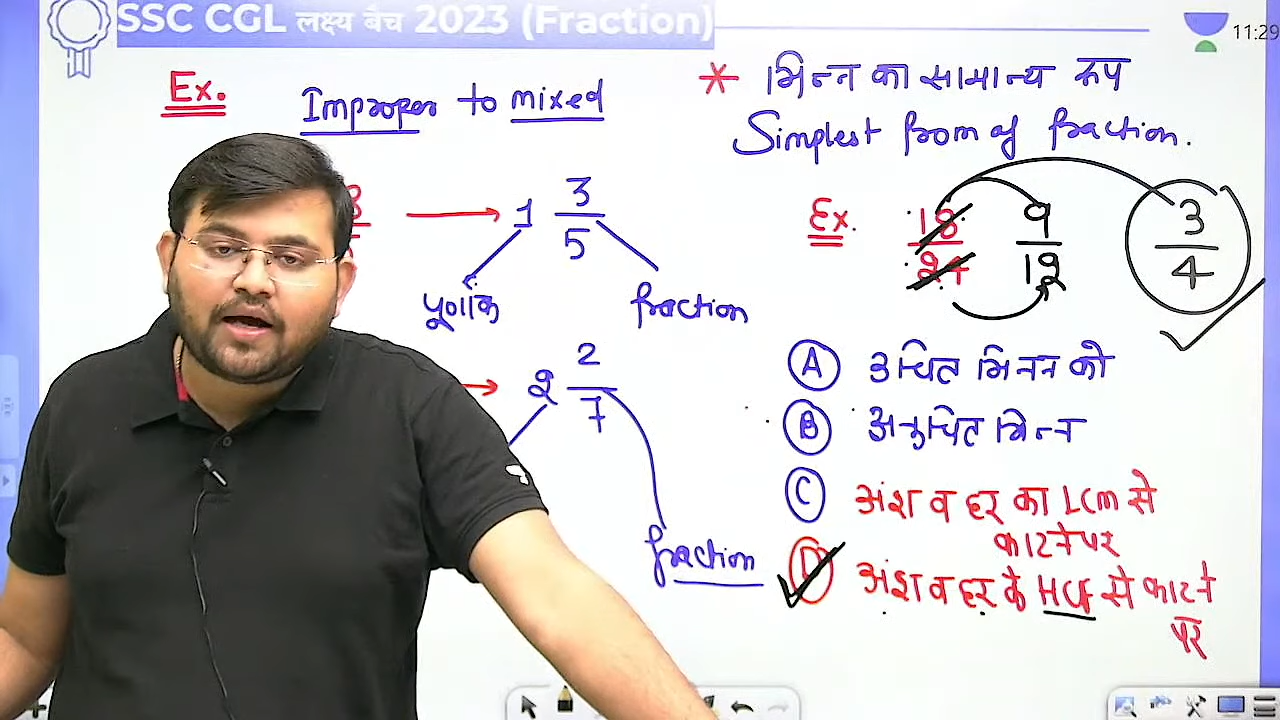 SSC CGL लक्ष्य बैच 2023 (Fraction)
11:29
Ex.
Improper to mixed
1 3/5
पूर्णांक
fraction
2 2/7
fraction
* भिन्न का सामान्य रूप
Simplest from of fraction.
Ex.
18/24
9/12
3/4
A उचित भिनन को
B अनुचित भिन्न
C अंश व हर का LCM से
काटने पर
D अंश व हर के HCF से काटने
पर